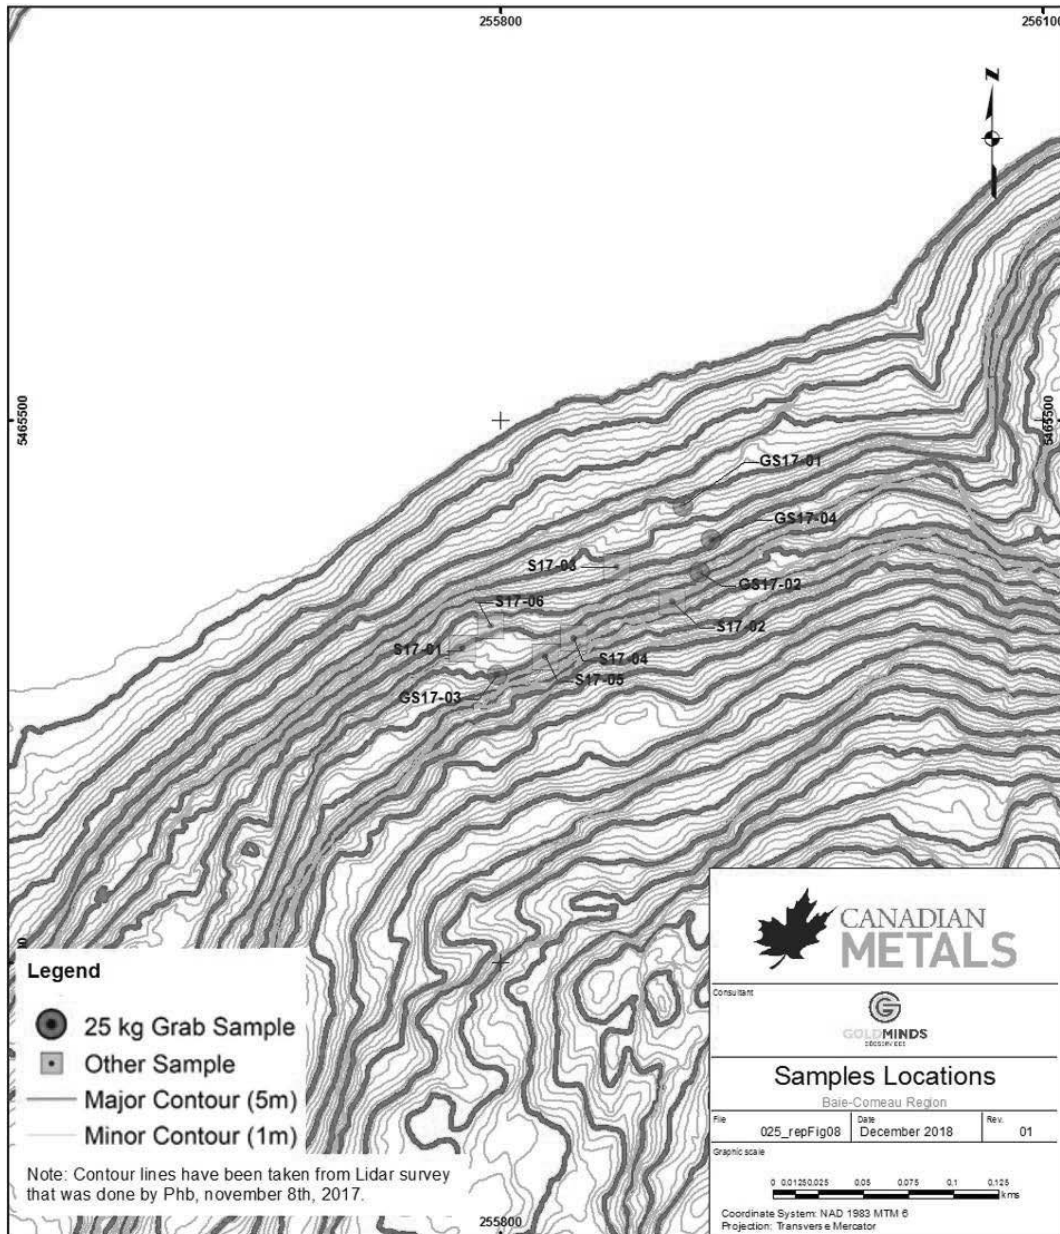 255800
256100
N
5465500
5465500
GS17-01
GS17-04
S17-03
GS17-02
S17-06
S17-02
S17-01
S17-04
S17-05
GS17-03
Legend
25 kg Grab Sample
Other Sample
Major Contour (5m)
Minor Contour (1m)
Note: Contour lines have been taken from Lidar survey
that was done by Phb, november 8th, 2017.
255800
CANADIAN
METALS
Consultant
G
GOLDMINDS
GÉOSERVICES
Samples Locations
Baie-Comeau Region
File
025_repFig08
Date
December 2018
Rev.
01
Graphic scale
0 0,01250,025 0,05 0,075 0,1 0,125
kms
Coordinate System: NAD 1983 MTM 6
Projection: Transverse Mercator